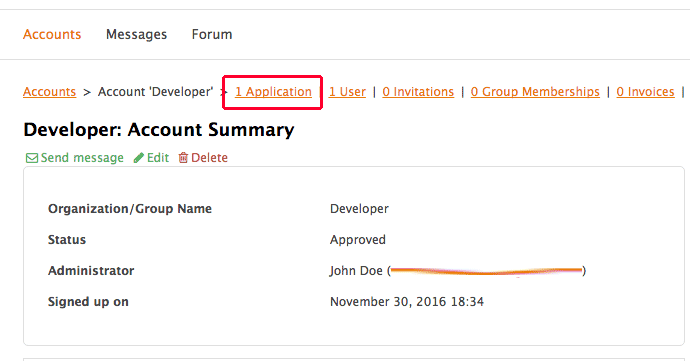 Accounts Messages Forum
Accounts > Account 'Developer' > 1 Application 1 User | 0 Invitations | 0 Group Memberships | 0 Invoices |
Developer: Account Summary
Send message Edit Delete
Organization/Group Name Developer
Status Approved
Administrator John Doe ( )
Signed up on November 30, 2016 18:34